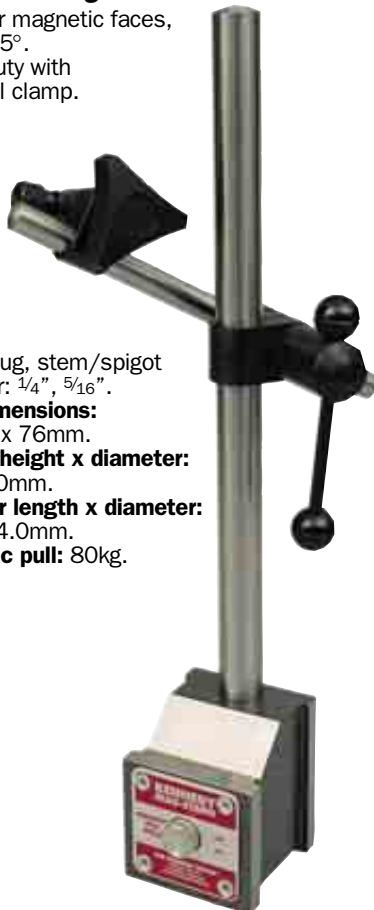 r magnetic faces,
5°.
uty with
l clamp.
ug, stem/spigot
r: 1/4”, 5/16”.
mensions:
x 76mm.
height x diameter:
0mm.
r length x diameter:
4.0mm.
c pull: 80kg.
KENNEDY